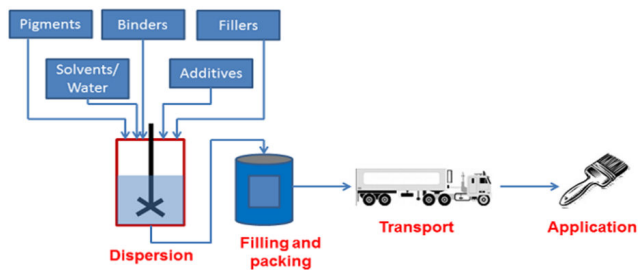 Pigments
Binders
Fillers
Solvents/
Water
Additives
Dispersion
Filling and
packing
Transport
Application